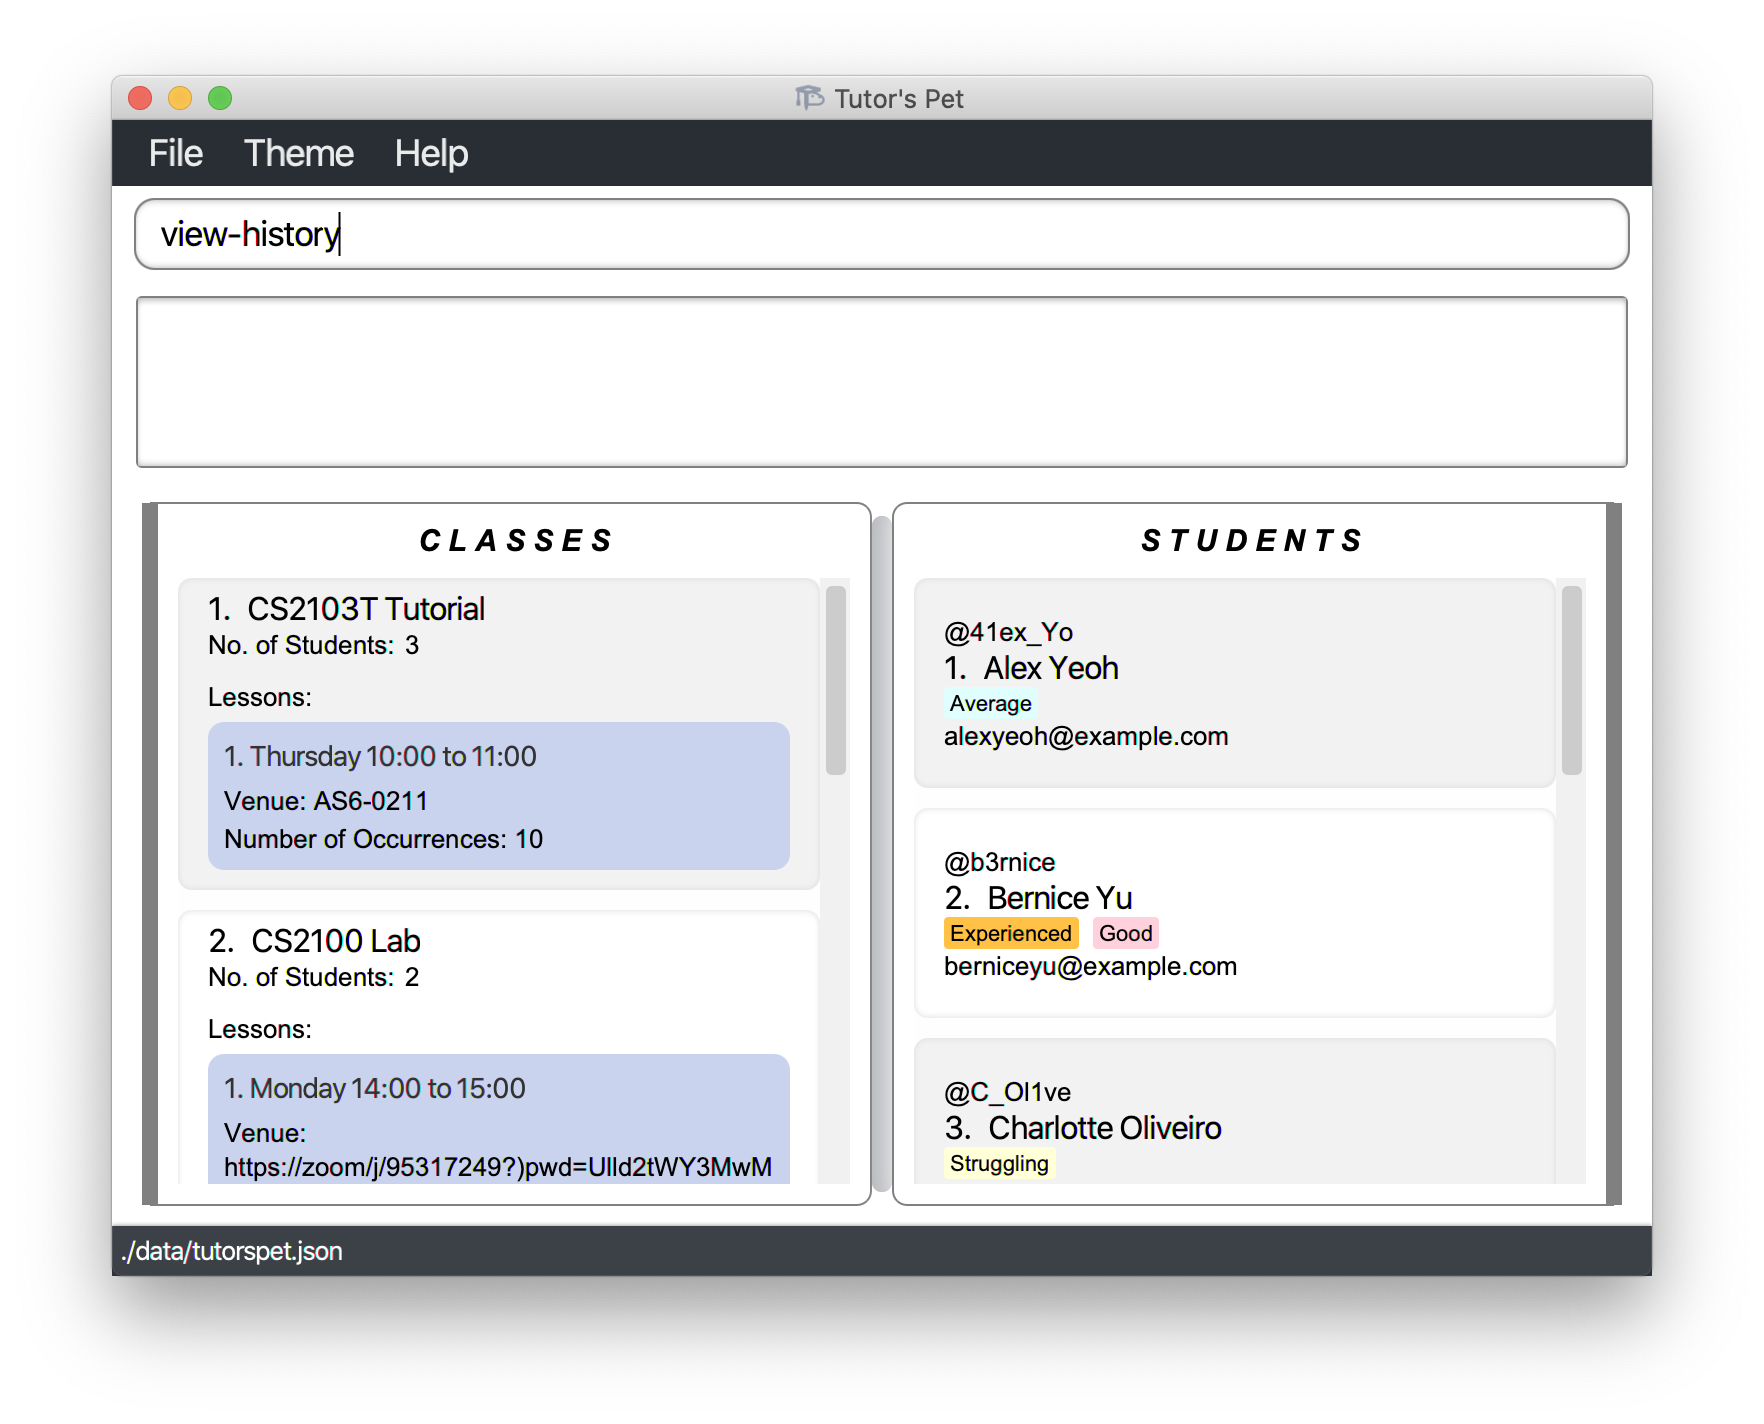 Tutor's Pet
File Theme Help
view-history
CLASSES
1. CS2103T Tutorial
No. of Students: 3
Lessons:
1. Thursday 10:00 to 11:00
Venue: AS6-0211
Number of Occurrences: 10
2. CS2100 Lab
No. of Students: 2
Lessons:
1. Monday 14:00 to 15:00
Venue:
https://zoom/j/95317249?)pwd=Ulld2tWY3MwM
STUDENTS
@41ex_Yo
1. Alex Yeoh
Average
alexyeoh@example.com
@b3rnice
2. Bernice Yu
Experienced Good
berniceyu@example.com
@C_Ol1ve
3. Charlotte Oliveiro
Struggling
./data/tutorspet.json